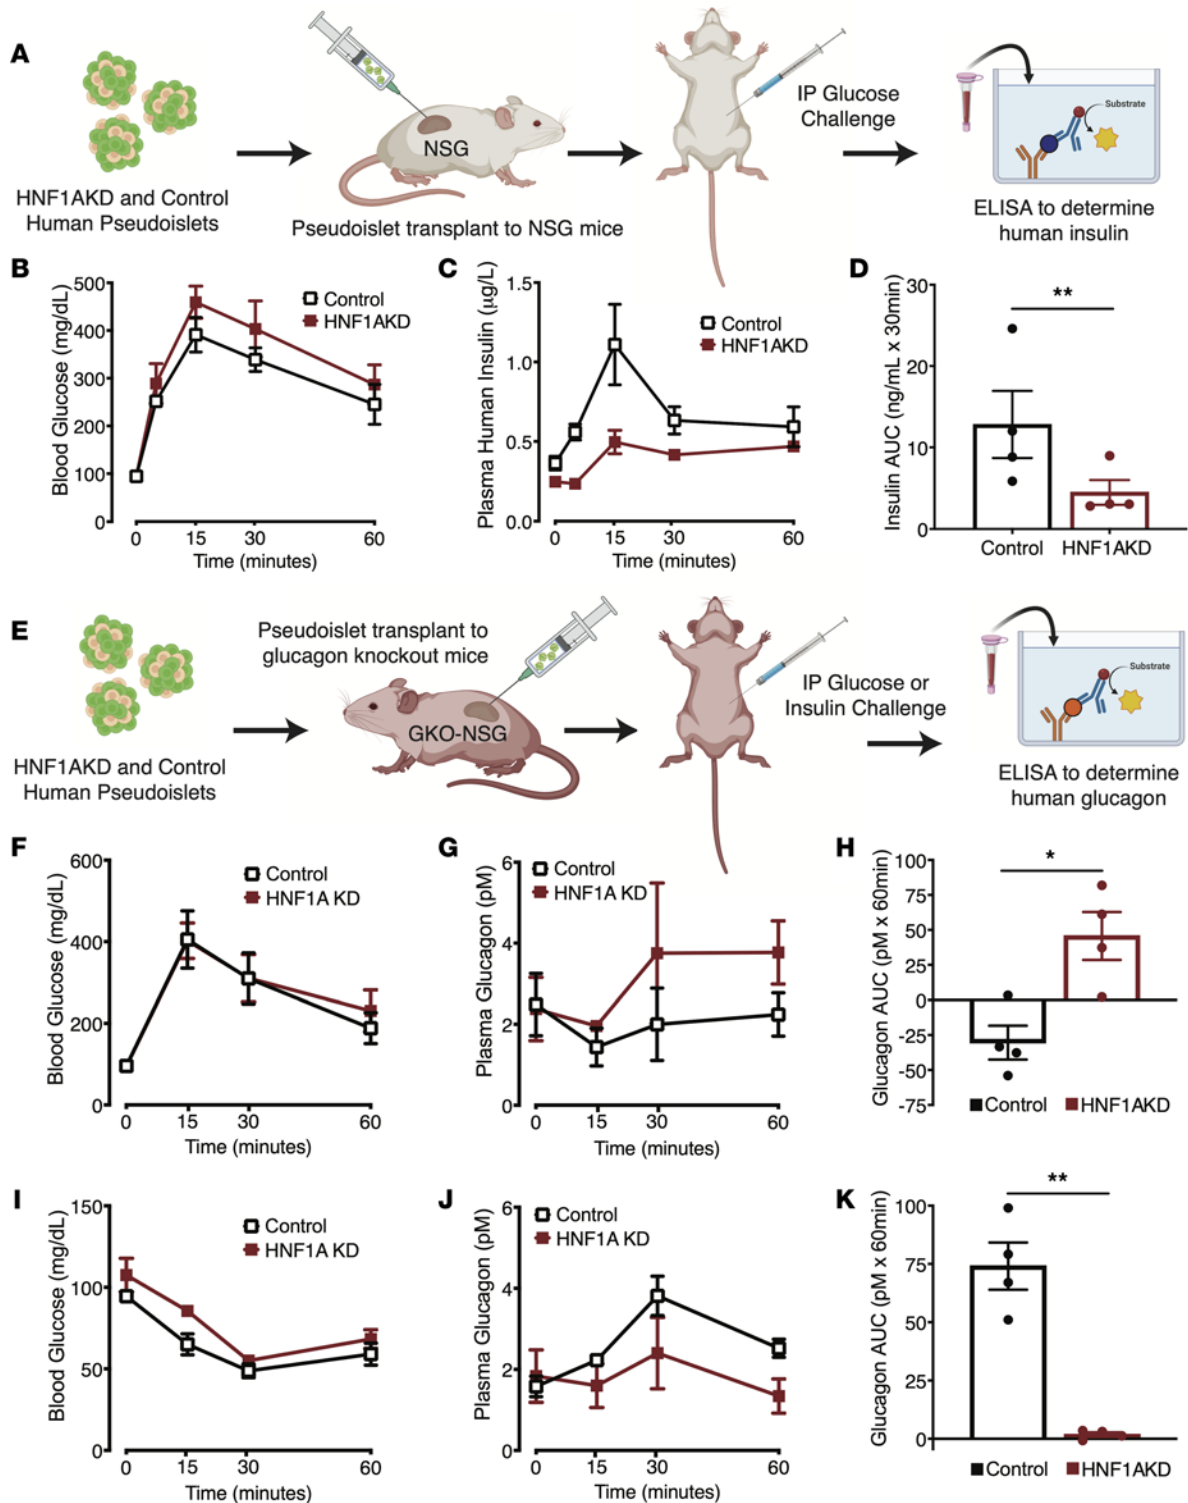 A
HNF1AKD and Control
Human Pseudoislets
NSG
Pseudoislet transplant to NSG mice
IP Glucose
Challenge
Substrate
ELISA to determine
human insulin
B
Blood Glucose (mg/dL)
500
400
300
200
100
0
Control
HNF1AKD
0 15 30 60
Time (minutes)
C
Plasma Human Insulin (μg/L)
1.5
1.0
0.5
0.0
Control
HNF1AKD
0 15 30 60
Time (minutes)
D
Insulin AUC (ng/mL x 30min)
30
20
10
0
**
Control HNF1AKD
E
HNF1AKD and Control
Human Pseudoislets
Pseudoislet transplant to
glucagon knockout mice
GKO-NSG
IP Glucose or
Insulin Challenge
Substrate
ELISA to determine
human glucagon
F
Blood Glucose (mg/dL)
600
400
200
0
Control
HNF1A KD
0 15 30 60
Time (minutes)
G
Plasma Glucagon (pM)
6
4
2
0
Control
HNF1A KD
0 15 30 60
Time (minutes)
H
Glucagon AUC (pM x 60min)
100
75
50
25
0
-25
-50
-75
*
Control HNF1AKD
I
Blood Glucose (mg/dL)
150
100
50
0
Control
HNF1A KD
0 15 30 60
Time (minutes)
J
Plasma Glucagon (pM)
6
4
2
0
Control
HNF1A KD
0 15 30 60
Time (minutes)
K
Glucagon AUC (pM x 60min)
100
75
50
25
0
**
Control HNF1AKD